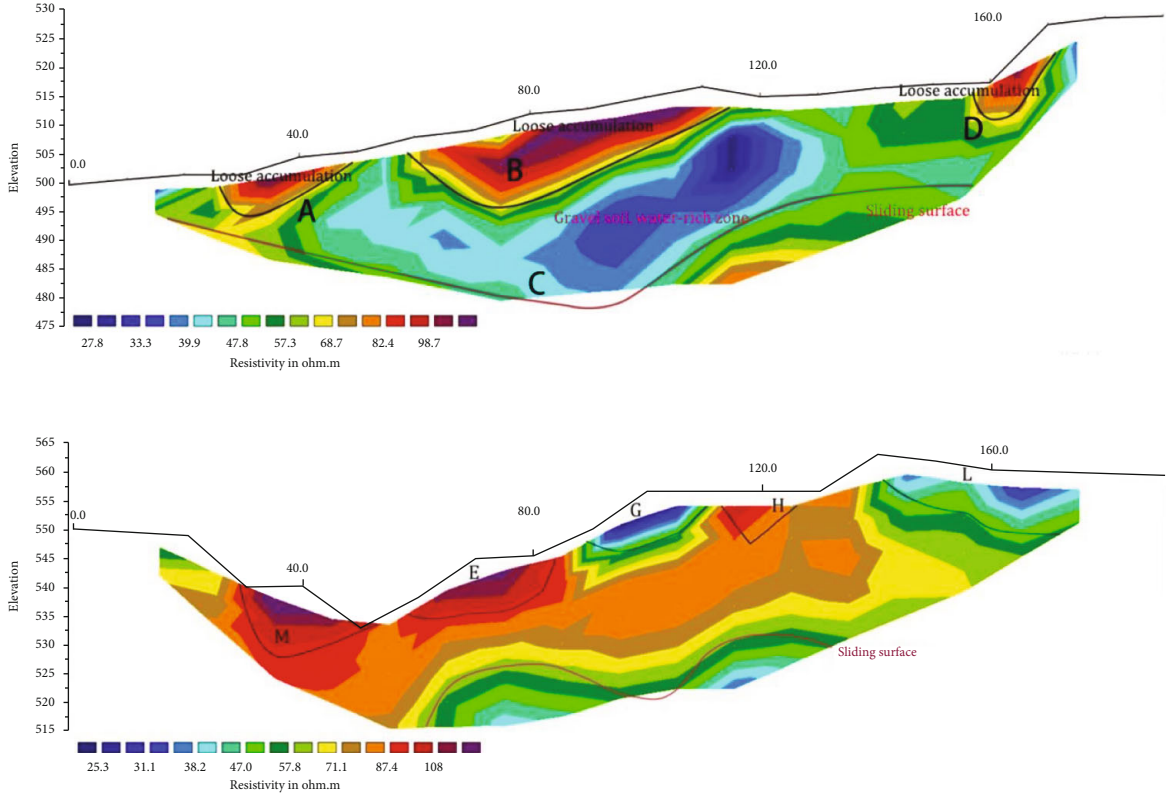 530
525
520
515
510
505
500
495
490
485
480
475
Elevation
0.0
40.0
80.0
120.0
160.0
Loose accumulation
Loose accumulation
Loose accumulation
A
B
C
D
Gravel and water-rich zone
Sliding surface
27.8 33.3 39.9 47.8 57.3 68.7 82.4 98.7
Resistivity in ohm.m
565
560
555
550
545
540
535
530
525
520
515
Elevation
0.0
40.0
80.0
120.0
160.0
M
E
G
H
L
Sliding surface
25.3 31.1 38.2 47.0 57.8 71.1 87.4 108
Resistivity in ohm.m